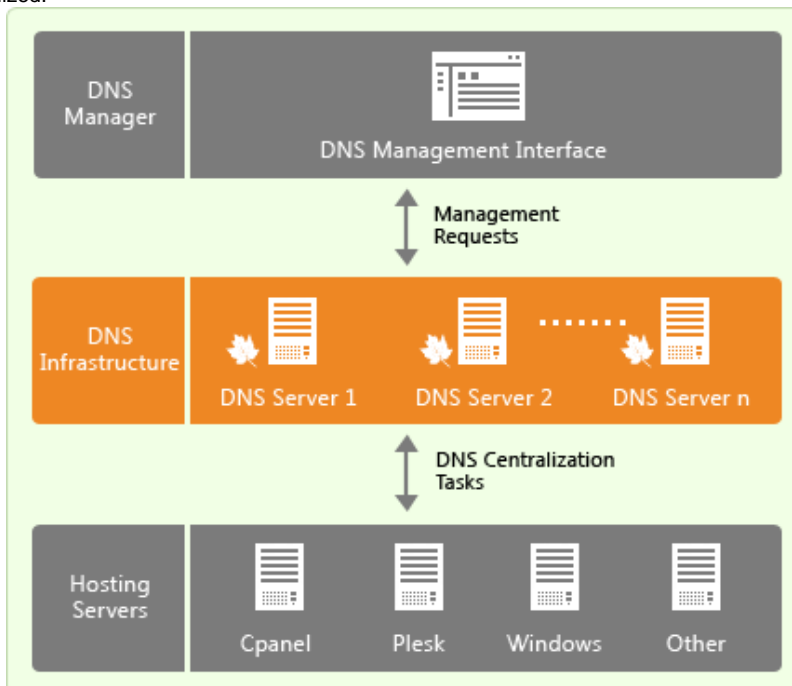 DNS
Manager
DNS Management Interface
Management
Requests
DNS
Infrastructure
DNS Server 1 DNS Server 2 DNS Server n
DNS Centralization
Tasks
Hosting
Servers
Cpanel Plesk Windows Other